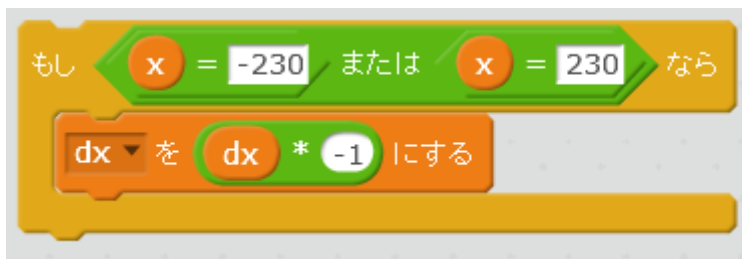 もし x = -230 または x = 230 なら
dx を dx * -1 にする